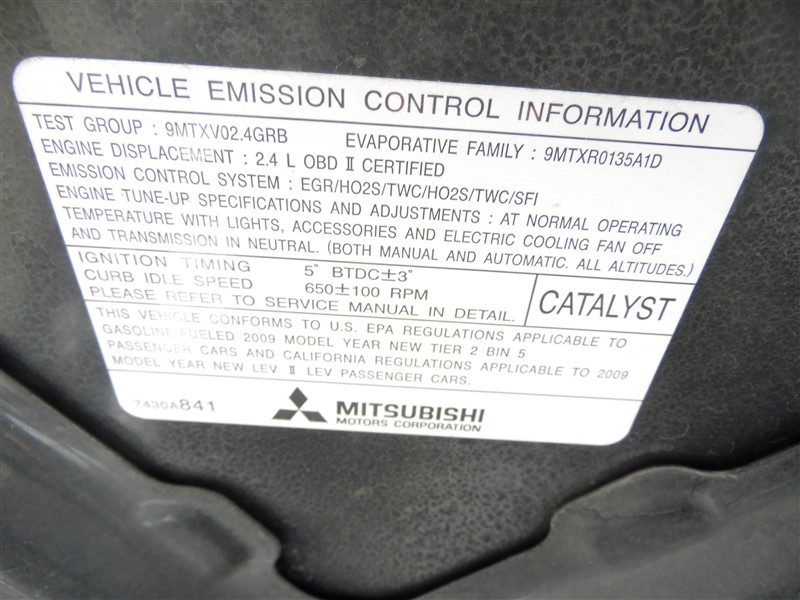 VEHICLE EMISSION CONTROL INFORMATION
TEST GROUP : 9MTXV02.4GRB EVAPORATIVE FAMILY : 9MTXR0135A1D
ENGINE DISPLACEMENT : 2.4 L OBD Ⅱ CERTIFIED
EMISSION CONTROL SYSTEM : EGR/HO2S/TWC/HO2S/TWC/SFI
ENGINE TUNE-UP SPECIFICATIONS AND ADJUSTMENTS : AT NORMAL OPERATING
TEMPERATURE WITH LIGHTS, ACCESSORIES AND ELECTRIC COOLING FAN OFF
AND TRANSMISSION IN NEUTRAL. (BOTH MANUAL AND AUTOMATIC. ALL ALTITUDES.)
IGNITION TIMING 5° BTDC±3°
CURB IDLE SPEED 650±100 RPM
PLEASE REFER TO SERVICE MANUAL IN DETAIL.
CATALYST
THIS VEHICLE CONFORMS TO U.S. EPA REGULATIONS APPLICABLE TO
GASOLINE-FUELED 2009 MODEL YEAR NEW TIER 2 BIN 5
PASSENGER CARS AND CALIFORNIA REGULATIONS APPLICABLE TO 2009
MODEL YEAR NEW LEV Ⅱ LEV PASSENGER CARS.
7430A841
MITSUBISHI
MOTORS CORPORATION